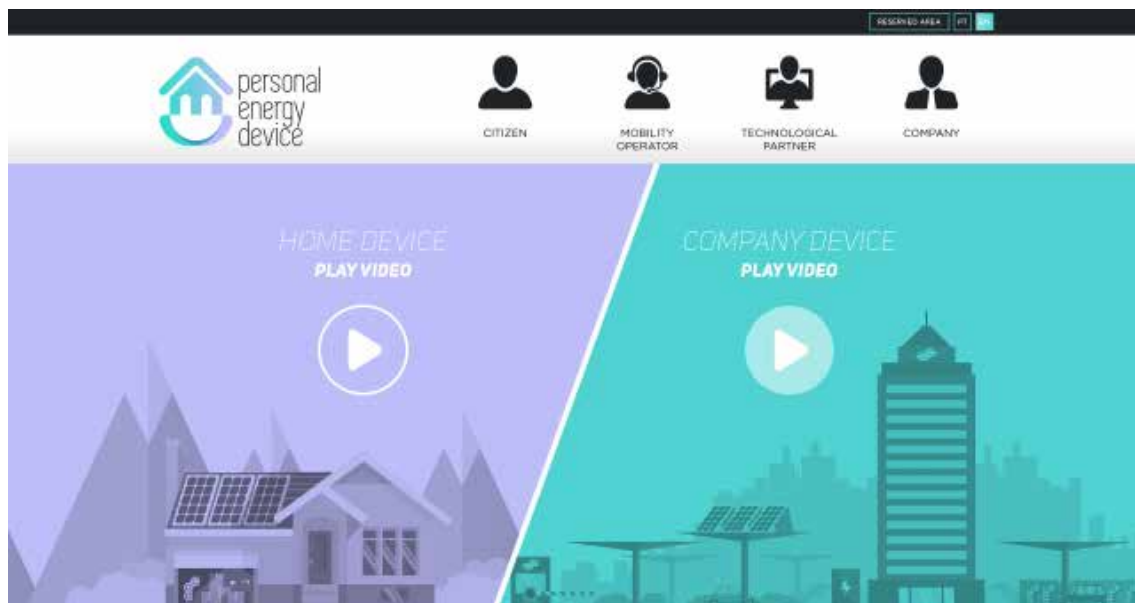 RESERVED AREA PT EN
personal
energy
device
CITIZEN
MOBILITY
OPERATOR
TECHNOLOGICAL
PARTNER
COMPANY
HOME DEVICE
PLAY VIDEO
COMPANY DEVICE
PLAY VIDEO